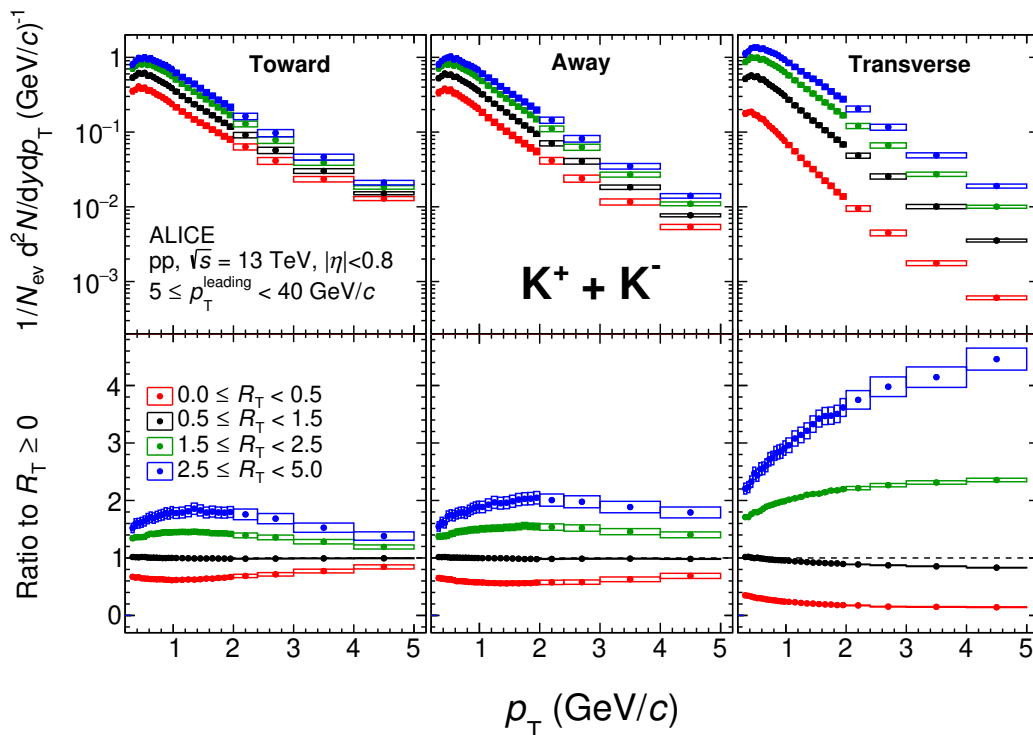 1/N_ev d²N/dydp_T (GeV/c)⁻¹
1
10⁻¹
10⁻²
10⁻³
Toward
Away
Transverse
ALICE
pp, √s = 13 TeV, |η|<0.8
5 ≤ p_T^leading < 40 GeV/c
K⁺ + K⁻
Ratio to R_T ≥ 0
4
3
2
1
0
0.0 ≤ R_T < 0.5
0.5 ≤ R_T < 1.5
1.5 ≤ R_T < 2.5
2.5 ≤ R_T < 5.0
1 2 3 4 5 1 2 3 4 5 1 2 3 4 5
p_T (GeV/c)